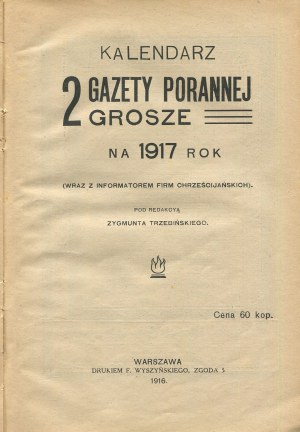 KALENDARZ
2 GAZETY PORANNEJ
GROSZE
NA 1917 ROK
(WRAZ Z INFORMATOREM FIRM CHRZEŚCIJAŃSKICH).
POD REDAKCYĄ
ZYGMUNTA TRZEBIŃSKIEGO.
Cena 60 kop.
WARSZAWA
DRUKIEM F. WYSZYŃSKIEGO, ZGODA 5
1916.